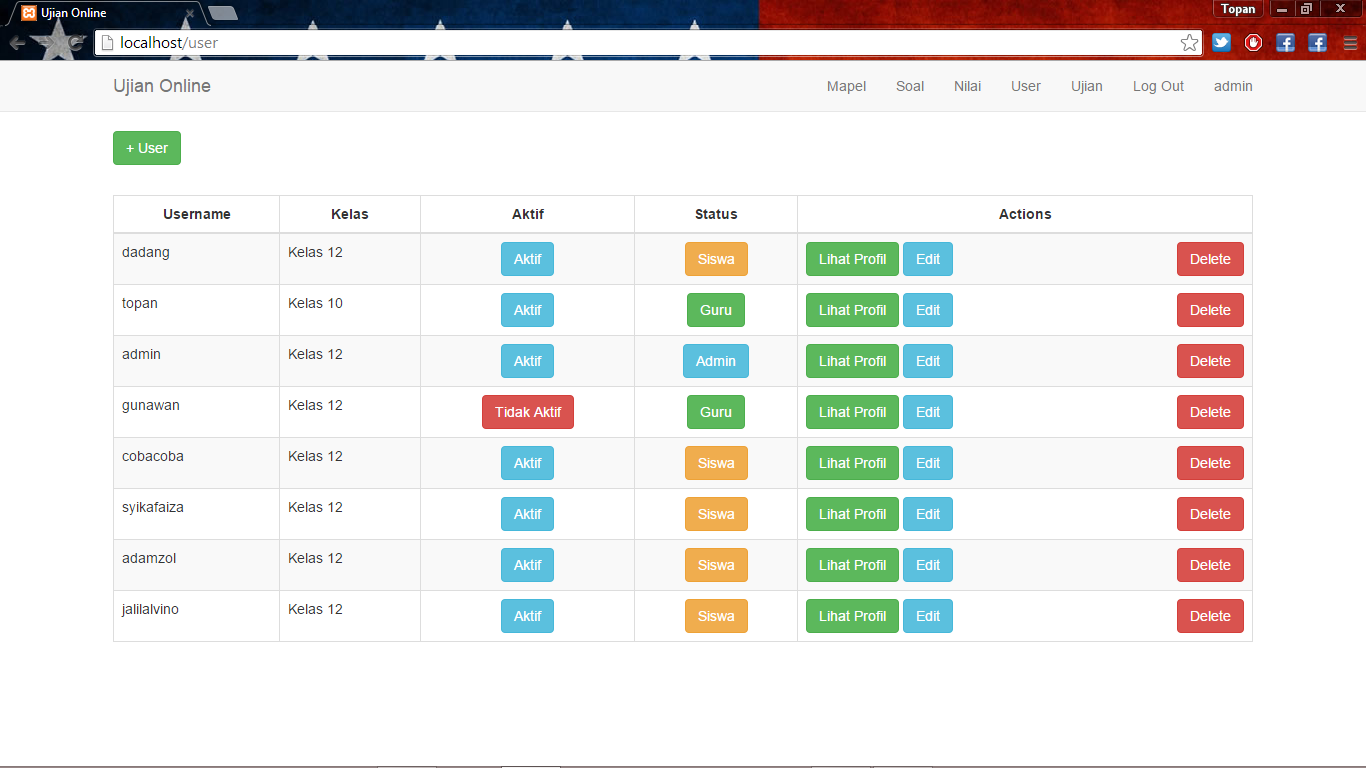 Ujian Online
Topan
localhost/user
Ujian Online Mapel Soal Nilai User Ujian Log Out admin
+ User
Username Kelas Aktif Status Actions
dadang Kelas 12 Aktif Siswa Lihat Profil Edit Delete
topan Kelas 10 Aktif Guru Lihat Profil Edit Delete
admin Kelas 12 Aktif Admin Lihat Profil Edit Delete
gunawan Kelas 12 Tidak Aktif Guru Lihat Profil Edit Delete
cobacoba Kelas 12 Aktif Siswa Lihat Profil Edit Delete
syikafaiza Kelas 12 Aktif Siswa Lihat Profil Edit Delete
adamzol Kelas 12 Aktif Siswa Lihat Profil Edit Delete
jalilalvino Kelas 12 Aktif Siswa Lihat Profil Edit Delete